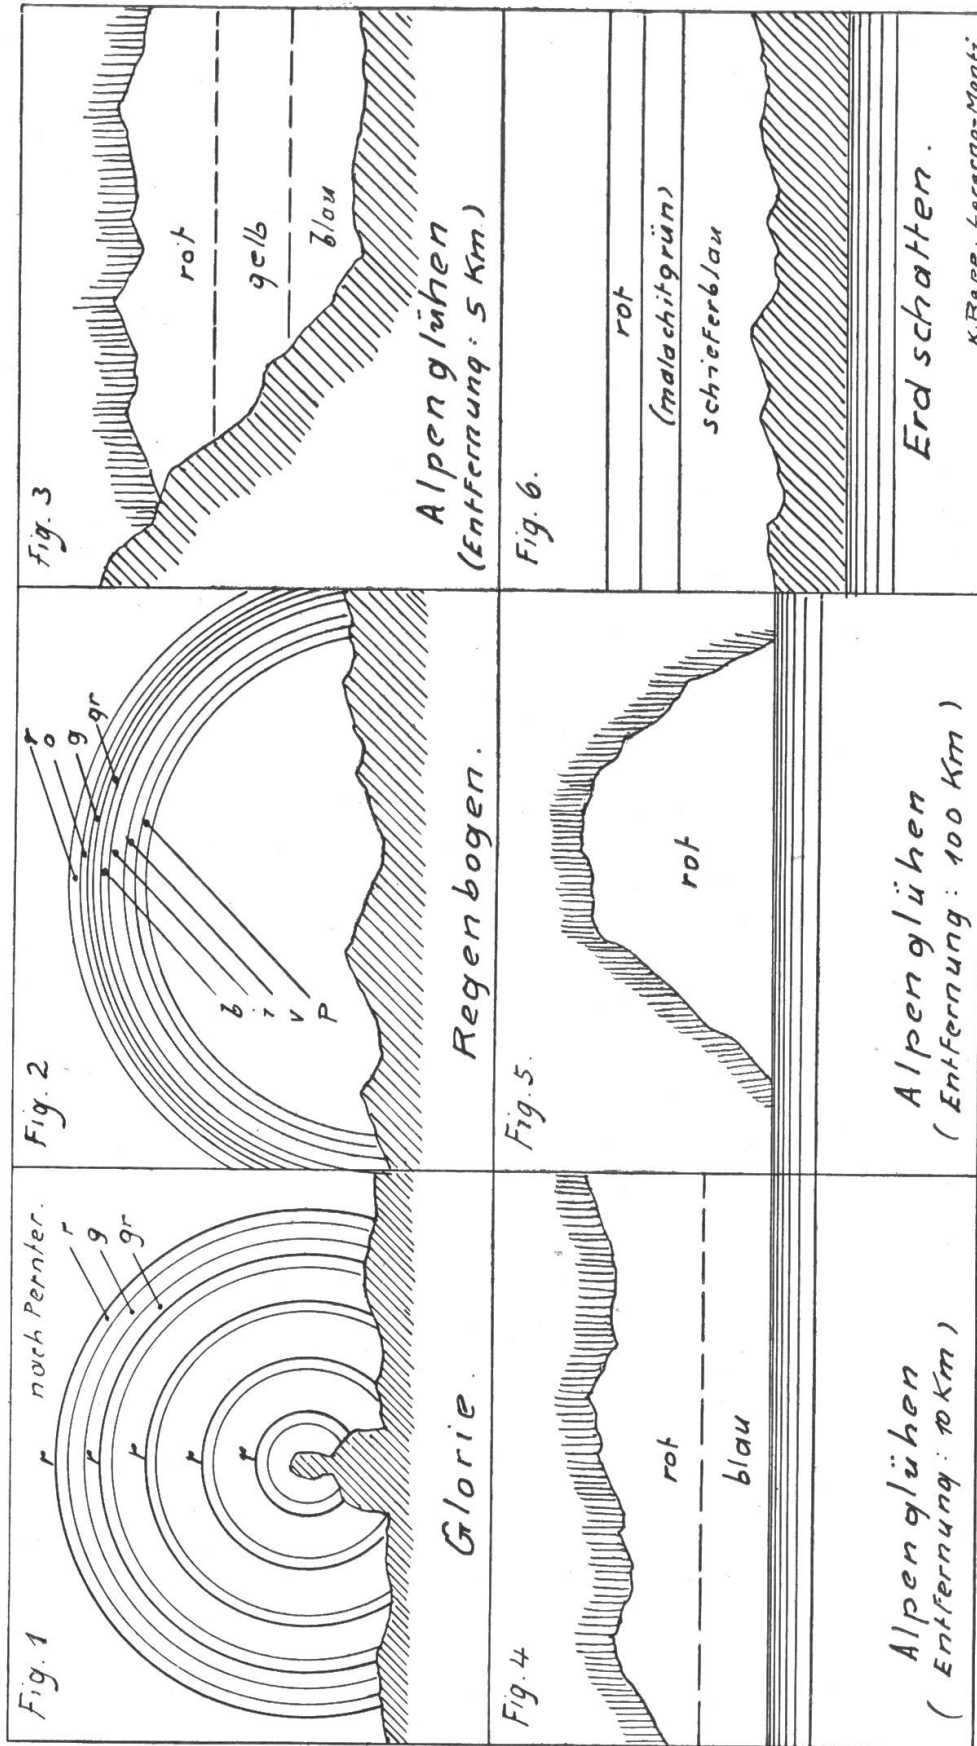 Fig. 1
nach Pernter.
r
g
gr
r
r
r
r
r
Glorie.
Fig. 2
r
o
g
gr
b
i
v
P
Regenbogen.
Fig. 3
rot
gelb
blau
Alpenglühen
(Entfernung: 5 Km)
Fig. 4
rot
blau
Alpenglühen
(Entfernung: 10 Km)
Fig. 5.
rot
Alpenglühen
(Entfernung: 100 Km)
Fig. 6.
rot
(malachitgrün)
schieferblau
Erdschatten.